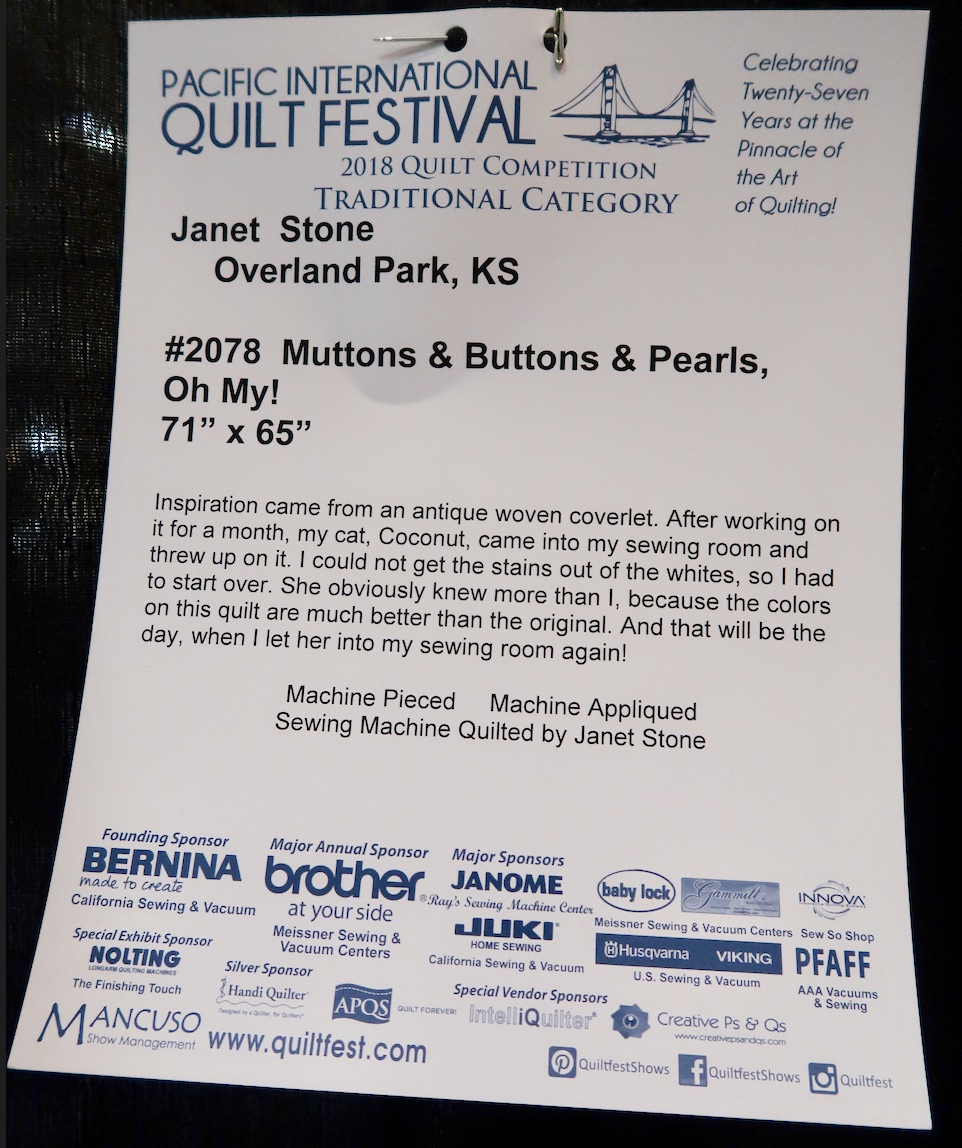 PACIFIC INTERNATIONAL
QUILT FESTIVAL
2018 QUILT COMPETITION
TRADITIONAL CATEGORY
Celebrating
Twenty-Seven
Years at the
Pinnacle of
the Art
of Quilting!
Janet Stone
Overland Park, KS
#2078 Muttons & Buttons & Pearls,
Oh My!
71” x 65”
Inspiration came from an antique woven coverlet. After working on
it for a month, my cat, Coconut, came into my sewing room and
threw up on it. I could not get the stains out of the whites, so I had
to start over. She obviously knew more than I, because the colors
on this quilt are much better than the original. And that will be the
day, when I let her into my sewing room again!
Machine Pieced Machine Appliqued
Sewing Machine Quilted by Janet Stone
Founding Sponsor
BERNINA
made to create
California Sewing & Vacuum
Major Annual Sponsor
brother®
at your side
Meissner Sewing &
Vacuum Centers
Major Sponsors
JANOME
Ray's Sewing Machine Center
JUKI®
HOME SEWING
California Sewing & Vacuum
baby lock
Gammill
Meissner Sewing & Vacuum Centers
INNOVA
Sew So Shop
Husqvarna VIKING
U.S. Sewing & Vacuum
PFAFF
AAA Vacuums
& Sewing
Special Exhibit Sponsor
NOLTING
LONGARM QUILTING MACHINES
The Finishing Touch
Silver Sponsor
Handi Quilter®
Designed by a Quilter, for Quilters®
APQS
QUILT FOREVER!
Special Vendor Sponsors
IntelliQuilter®
Creative Ps & Qs
www.creativepsandqs.com
MANCUSO
Show Management
www.quiltfest.com
QuiltfestShows
QuiltfestShows
Quiltfest